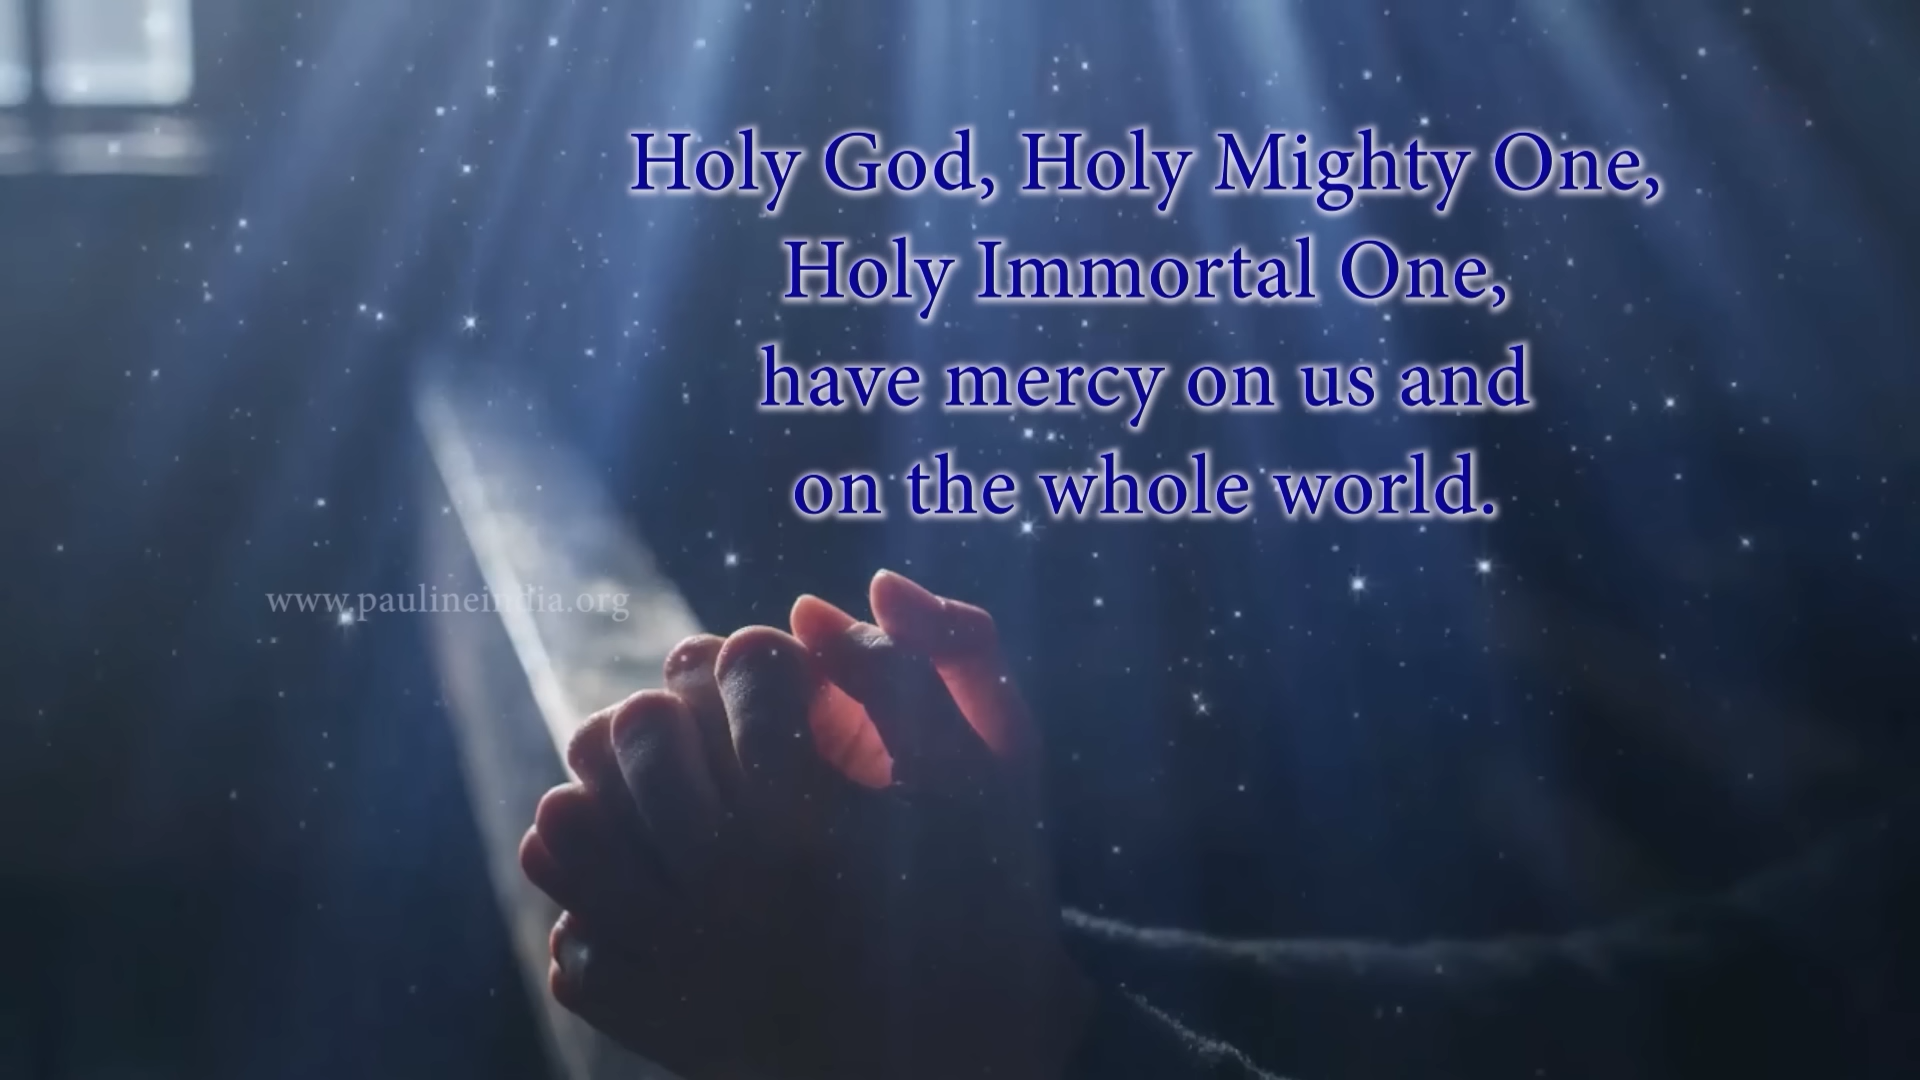 Holy God, Holy Mighty One,
Holy Immortal One,
have mercy on us and
on the whole world.
www.paulineindia.org